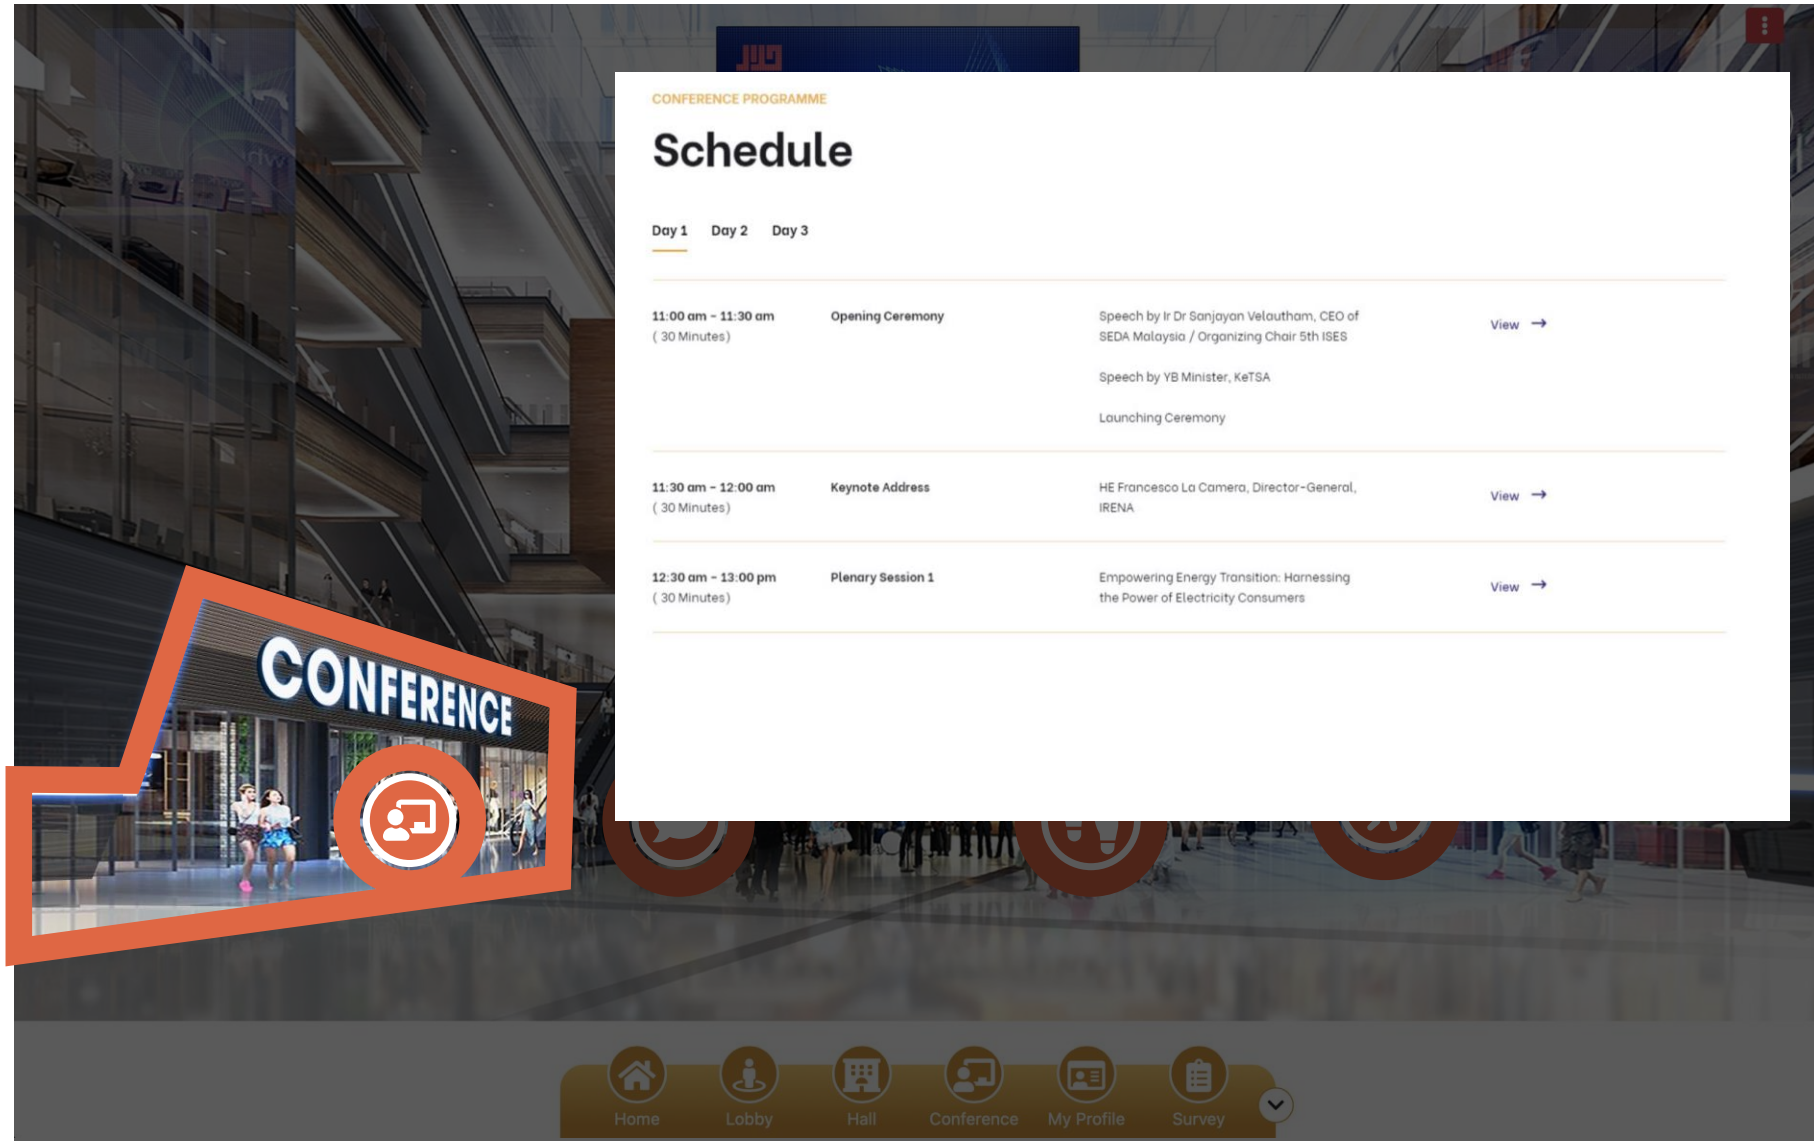 CONFERENCE PROGRAMME
Schedule
Day 1 Day 2 Day 3
11:00 am - 11:30 am
( 30 Minutes)
Opening Ceremony
Speech by Ir Dr Sanjayan Velautham, CEO of
SEDA Malaysia / Organizing Chair 5th ISES
Speech by YB Minister, KeTSA
Launching Ceremony
View
11:30 am - 12:00 am
( 30 Minutes)
Keynote Address
HE Francesco La Camera, Director-General,
IRENA
View
12:30 am - 13:00 pm
( 30 Minutes)
Plenary Session 1
Empowering Energy Transition: Harnessing
the Power of Electricity Consumers
View
CONFERENCE
Home Lobby Hall Conference My Profile Survey